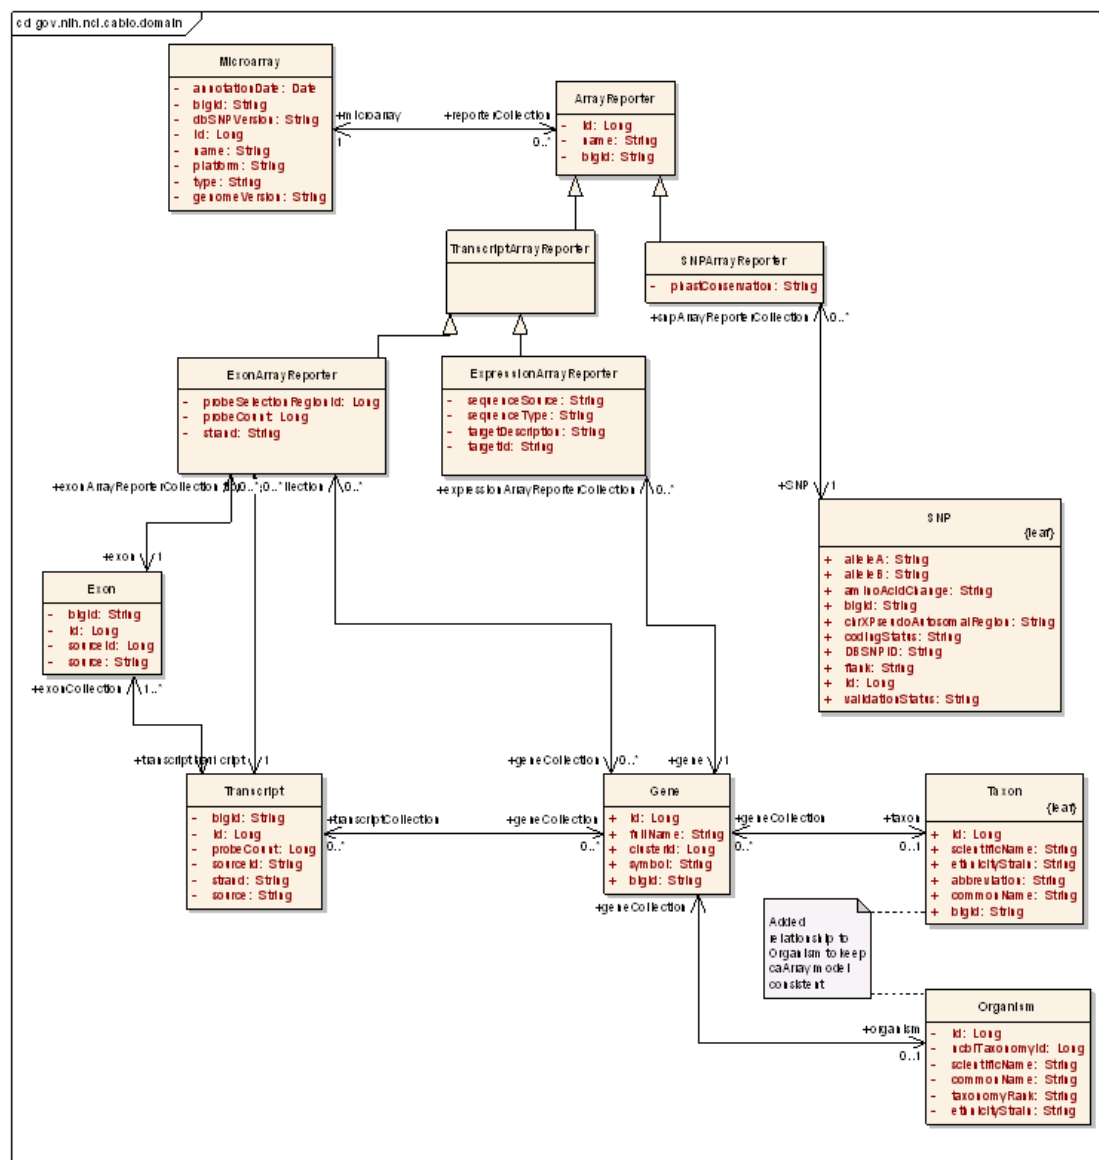 cd gov.nih.nci.cabio.domain
Microarray
- annotationDate: Date
- bigid: String
- dbSNPVersion: String
- id: Long
- name: String
- platform: String
- type: String
- genomeVersion: String
+microarray
1
+reporterCollection
0..*
ArrayReporter
- id: Long
- name: String
- bigid: String
TranscriptArrayReporter
SNPArrayReporter
- phastConservation: String
+snpArrayReporterCollection
0..*
ExonArrayReporter
- probeSelectionRegionId: Long
- probeCount: Long
- strand: String
ExpressionArrayReporter
- sequenceSource: String
- sequenceType: String
- targetDescription: String
- targetId: String
+exonArrayReporterCollection
0..*
0..*
llection
0..*
+expressionArrayReporterCollection
0..*
+SNP
1
SNP
{leaf}
+ alleleA: String
+ alleleB: String
+ aminoAcidChange: String
+ bigid: String
+ chrXPseudoAutosomalRegion: String
+ codingStatus: String
+ DBSNPID: String
+ flank: String
+ id: Long
+ validationStatus: String
+exon
1
Exon
- bigid: String
- id: Long
- sourceId: Long
- source: String
+exonCollection
1..*
+transcript
1
Transcript
- bigid: String
- id: Long
- probeCount: Long
- sourceId: String
- strand: String
- source: String
+transcriptCollection
0..*
+geneCollection
0..*
+geneCollection
0..*
+gene
1
Gene
+ id: Long
+ fullName: String
+ clusterId: Long
+ symbol: String
+ bigid: String
+geneCollection
0..*
+taxon
0..1
Taxon
{leaf}
+ id: Long
+ scientificName: String
+ ethnicityStrain: String
+ abbreviation: String
+ commonName: String
+ bigid: String
+geneCollection
Added
relationship to
Organism to keep
caArray model
consistent
+organism
0..1
Organism
- id: Long
- ncbiTaxonomyId: Long
- scientificName: String
- commonName: String
- taxonomyRank: String
- ethnicityStrain: String